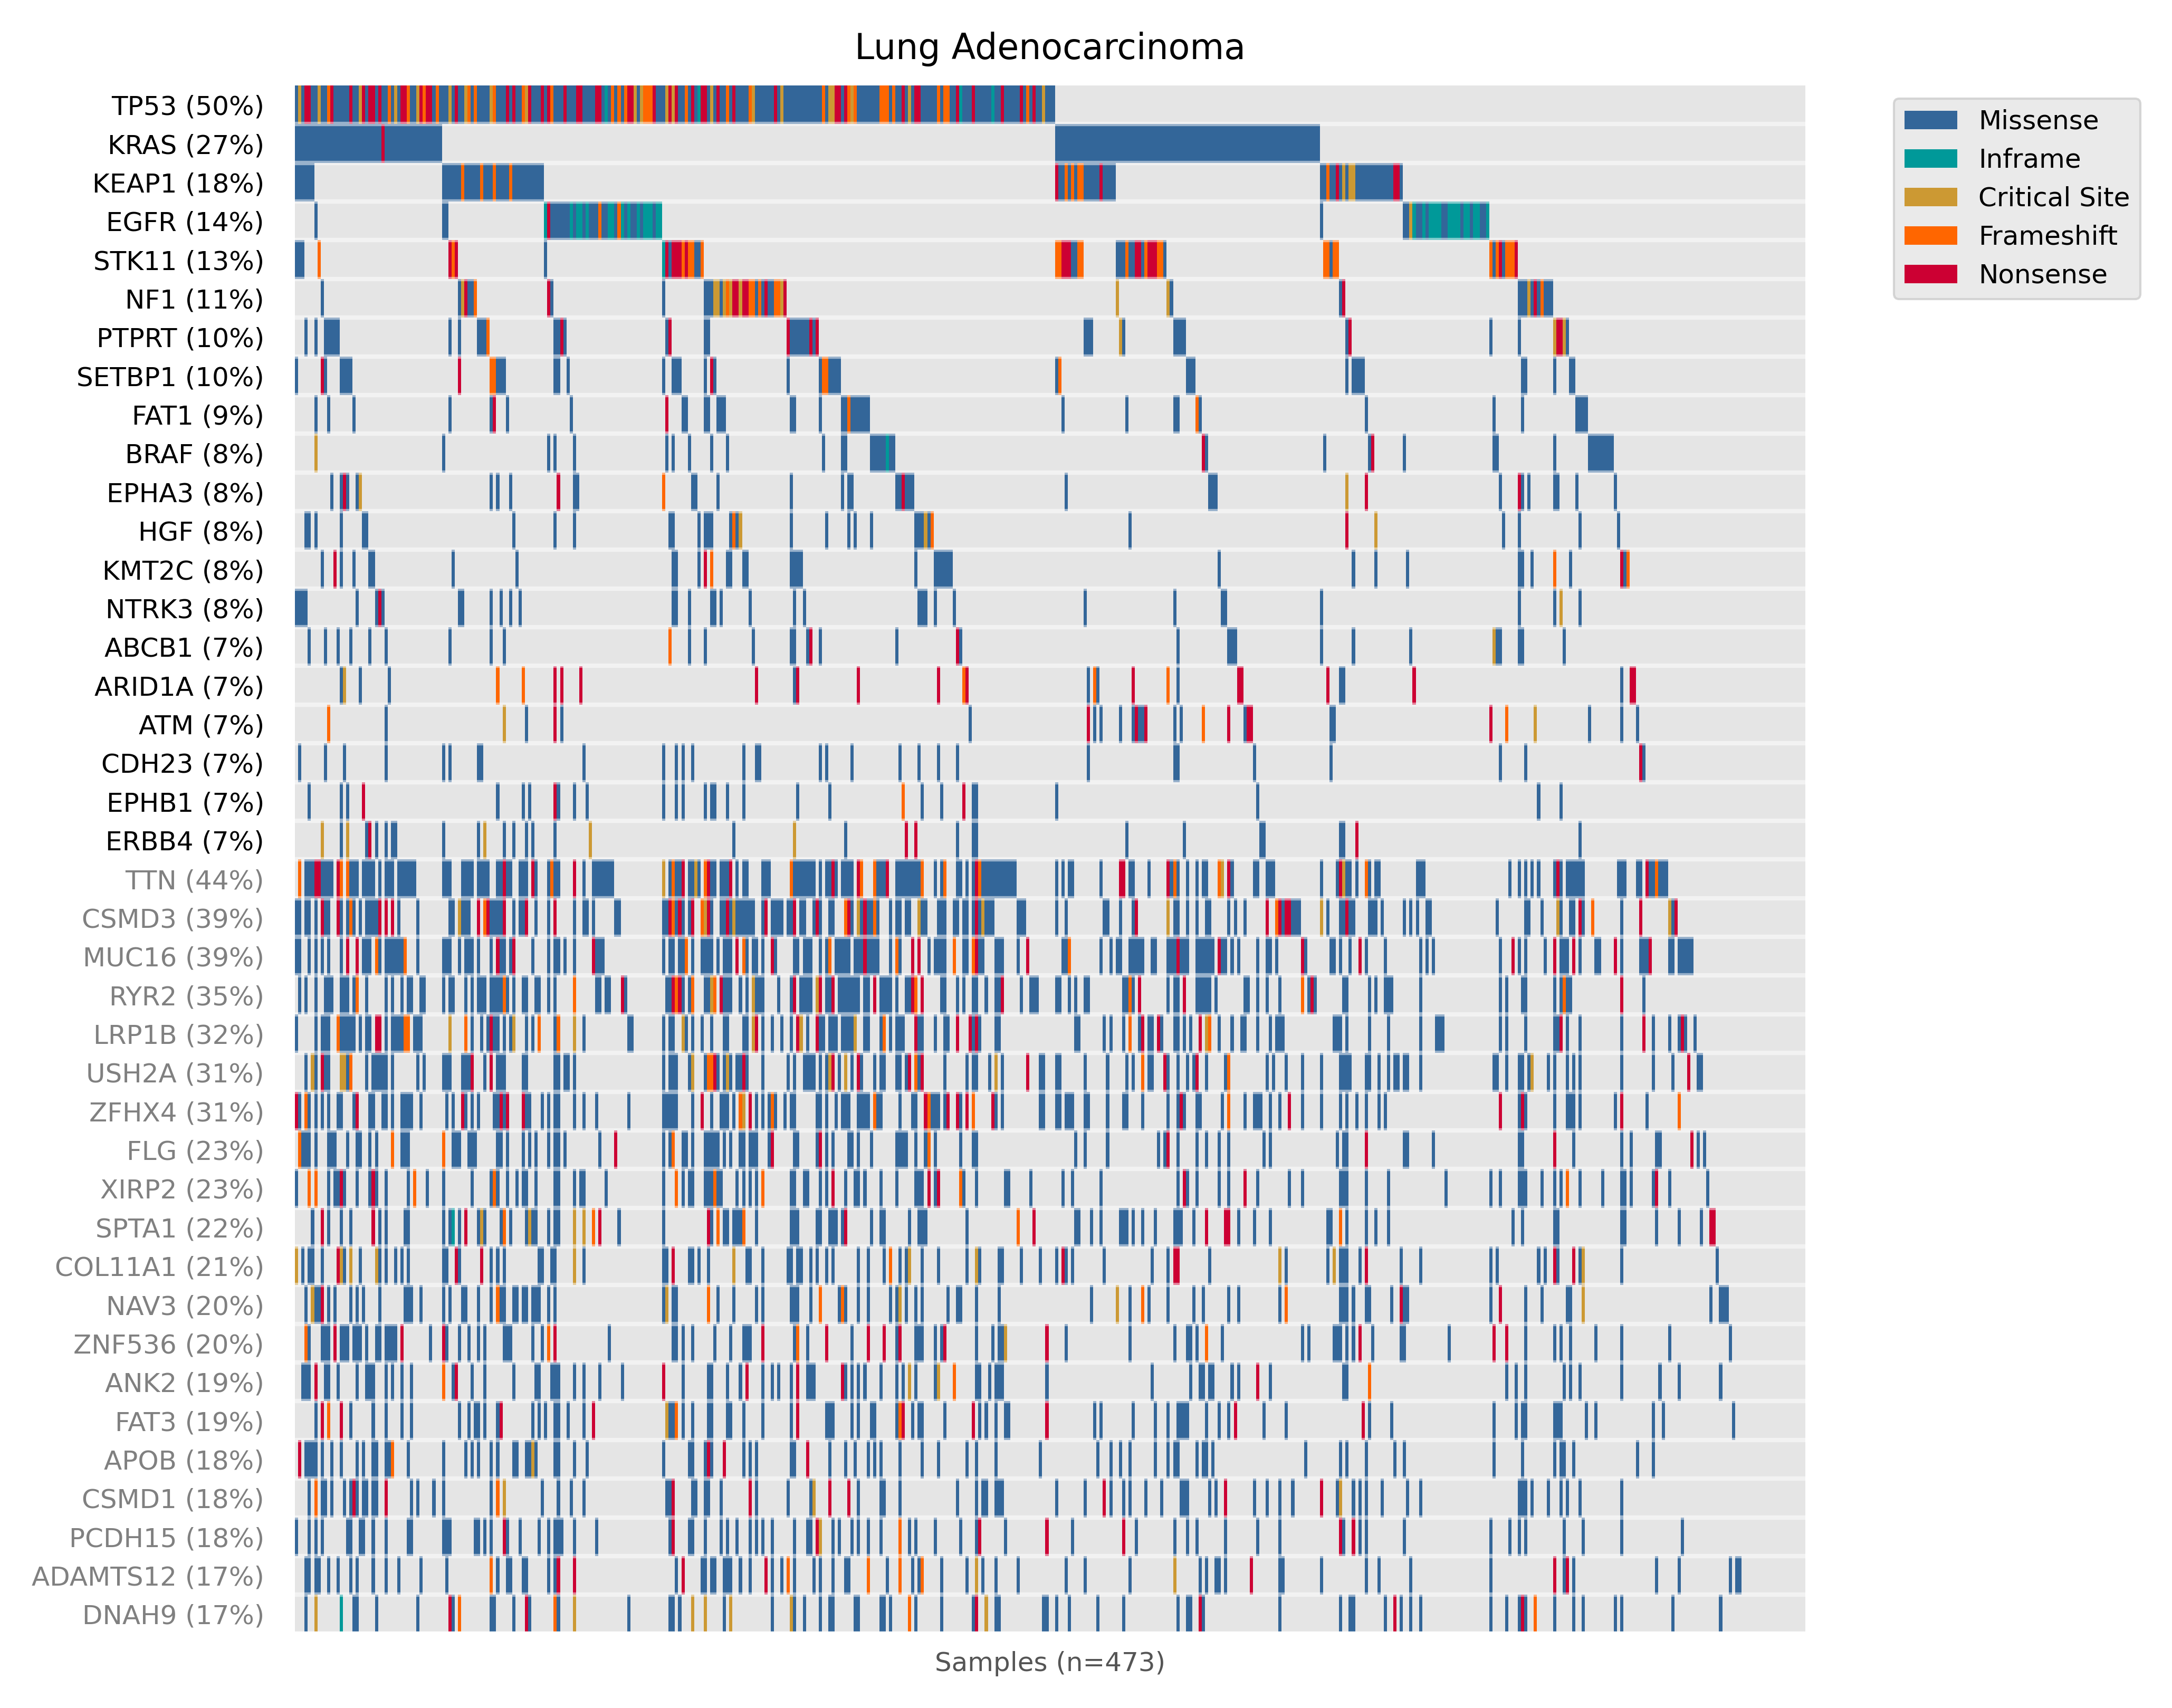 Lung Adenocarcinoma
TP53 (50%)
KRAS (27%)
KEAP1 (18%)
EGFR (14%)
STK11 (13%)
NF1 (11%)
PTPRT (10%)
SETBP1 (10%)
FAT1 (9%)
BRAF (8%)
EPHA3 (8%)
HGF (8%)
KMT2C (8%)
NTRK3 (8%)
ABCB1 (7%)
ARID1A (7%)
ATM (7%)
CDH23 (7%)
EPHB1 (7%)
ERBB4 (7%)
TTN (44%)
CSMD3 (39%)
MUC16 (39%)
RYR2 (35%)
LRP1B (32%)
USH2A (31%)
ZFHX4 (31%)
FLG (23%)
XIRP2 (23%)
SPTA1 (22%)
COL11A1 (21%)
NAV3 (20%)
ZNF536 (20%)
ANK2 (19%)
FAT3 (19%)
APOB (18%)
CSMD1 (18%)
PCDH15 (18%)
ADAMTS12 (17%)
DNAH9 (17%)
Samples (n=473)
Missense
Inframe
Critical Site
Frameshift
Nonsense